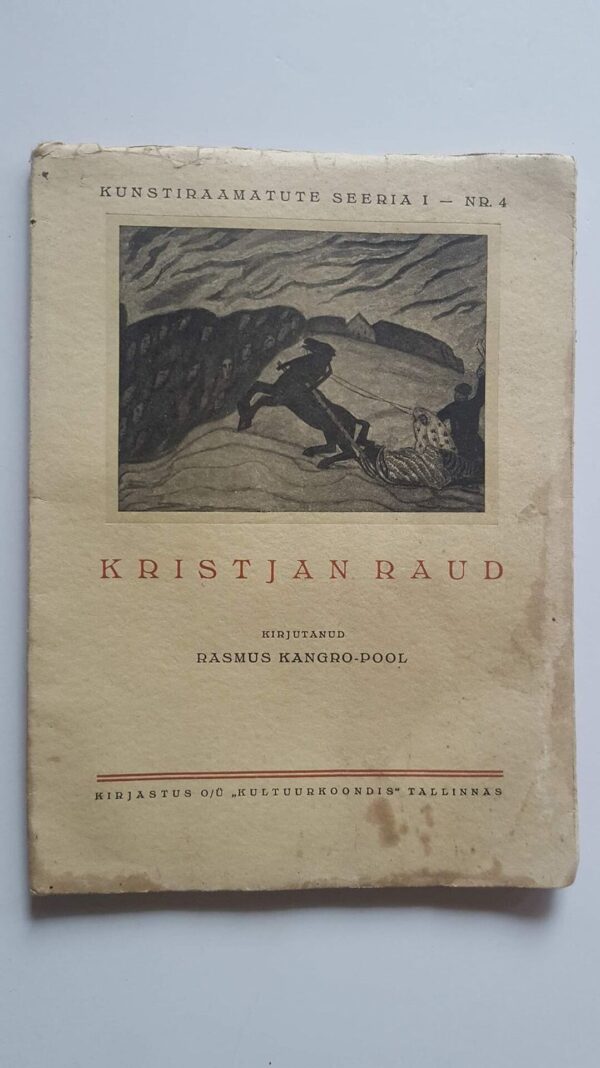 KUNSTIRAAMATUTE SEERIA I – NR. 4
KRISTJAN RAUD
KIRJUTANUD
RASMUS KANGRO-POOL
KIRJASTUS O/Ü „KULTUURKOONDIS" TALLINNAS